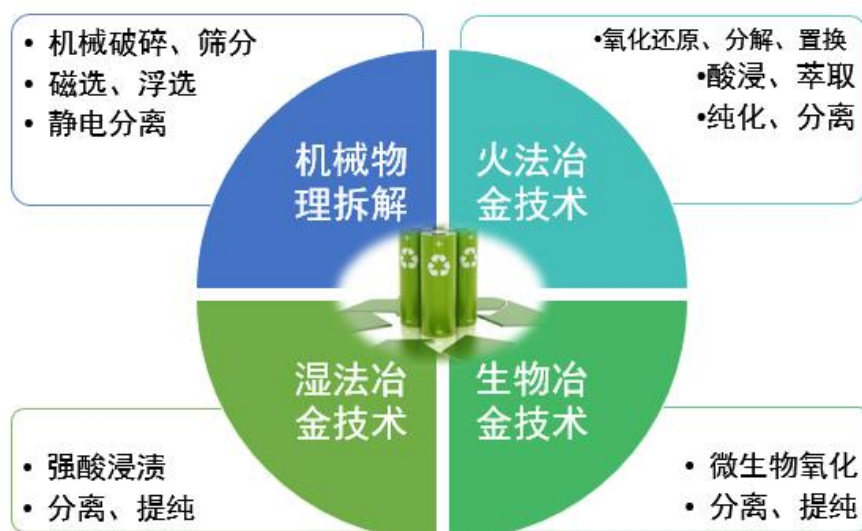 • 机械破碎、筛分
• 磁选、浮选
• 静电分离
•氧化还原、分解、置换
•酸浸、萃取
•纯化、分离
机械物
理拆解
火法冶
金技术
湿法冶
金技术
生物冶
金技术
• 强酸浸渍
• 分离、提纯
• 微生物氧化
• 分离、提纯